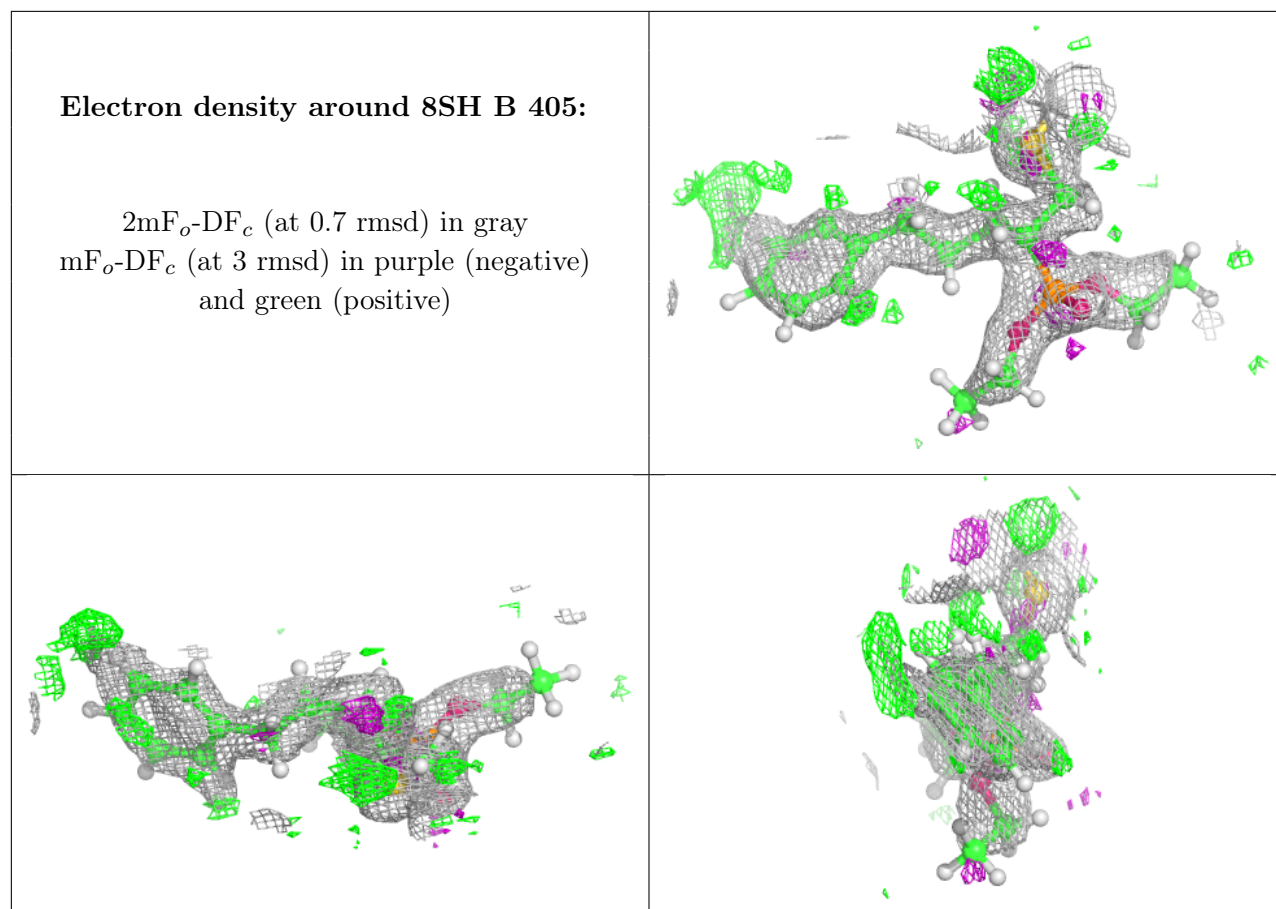 Electron density around 8SH B 405:
2mFo-DFc (at 0.7 rmsd) in gray
mFo-DFc (at 3 rmsd) in purple (negative)
and green (positive)